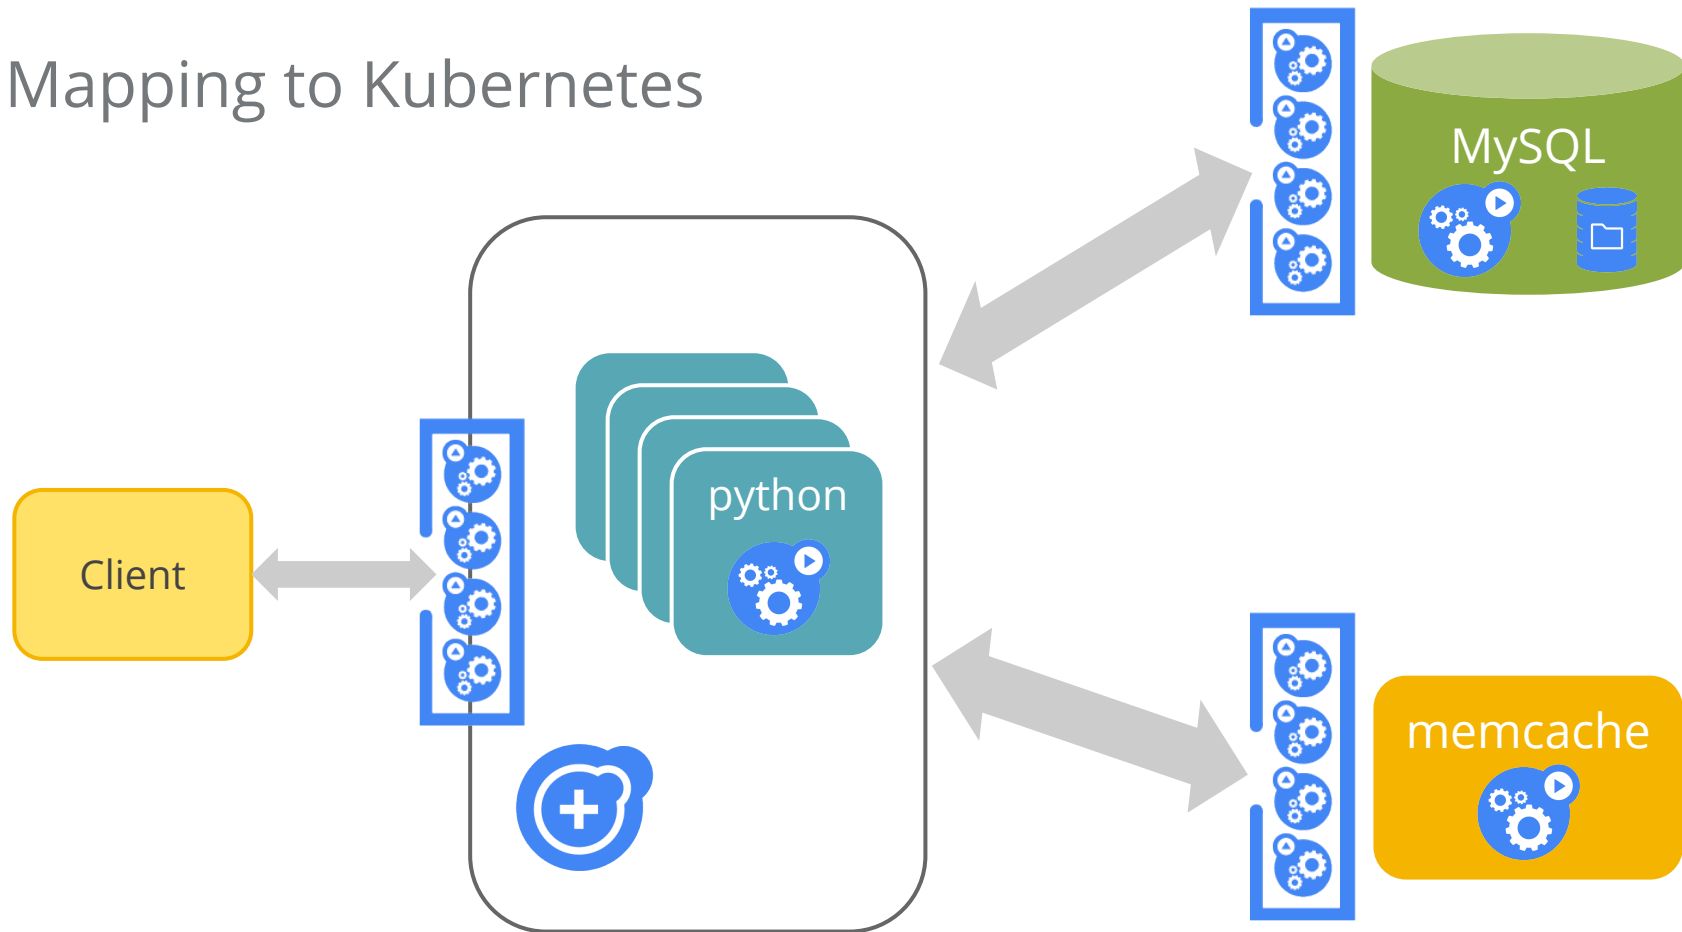 Mapping to Kubernetes
MySQL
python
Client
memcache